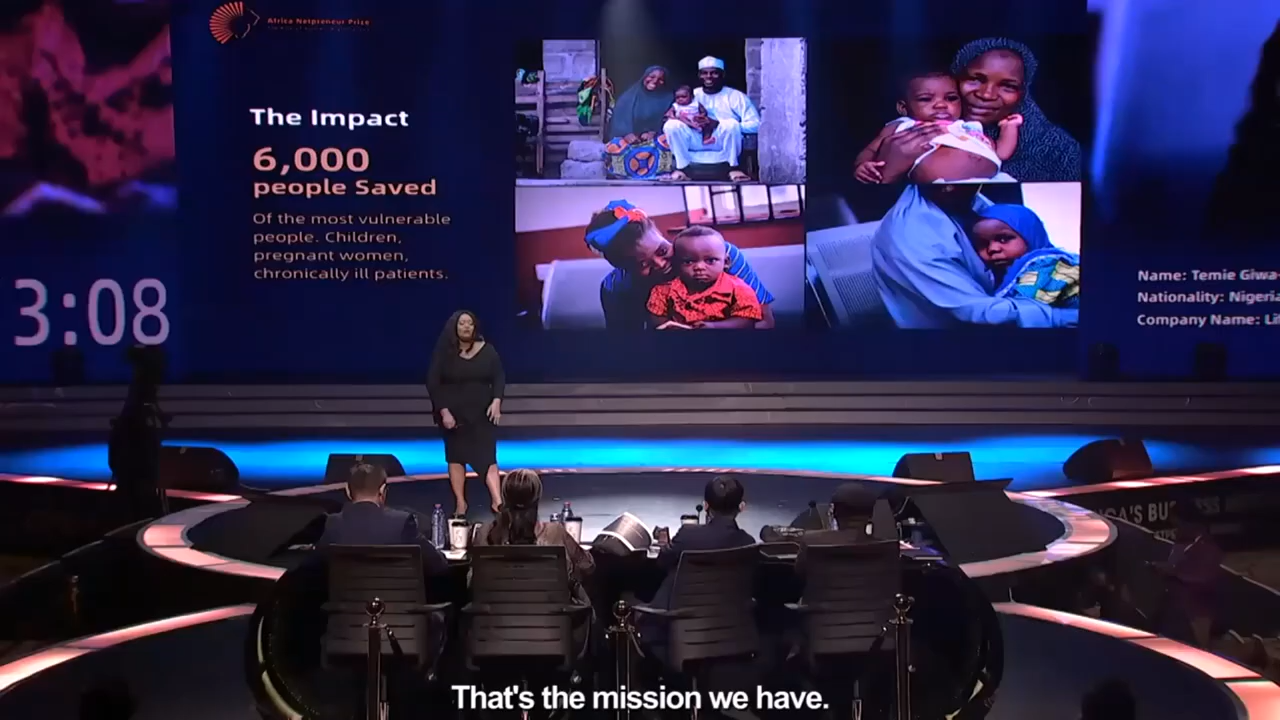 Africa Netpreneur Prize
The Impact
6,000
people Saved
Of the most vulnerable
people. Children,
pregnant women,
chronically ill patients.
3:08
Name: Temie Giwa-
Nationality: Nigeria
Company Name:
That's the mission we have.